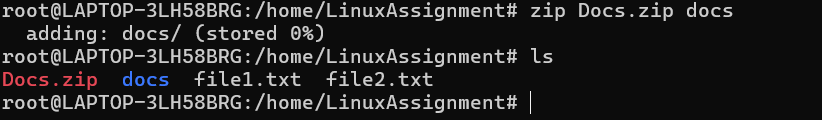 root@LAPTOP-3LH58BRG:/home/LinuxAssignment# zip Docs.zip docs
  adding: docs/ (stored 0%)
root@LAPTOP-3LH58BRG:/home/LinuxAssignment# ls
Docs.zip  docs  file1.txt  file2.txt
root@LAPTOP-3LH58BRG:/home/LinuxAssignment#